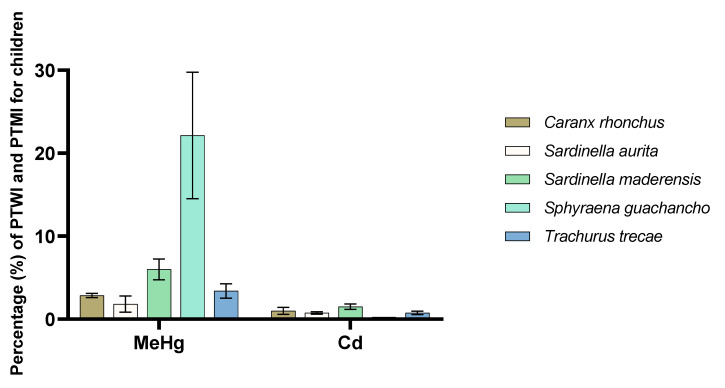 Percentage (%) of PTWI and PTMI for children
30
20
10
0
MeHg
Cd
Caranx rhonchus
Sardinella aurita
Sardinella maderensis
Sphyraena guachancho
Trachurus trecae